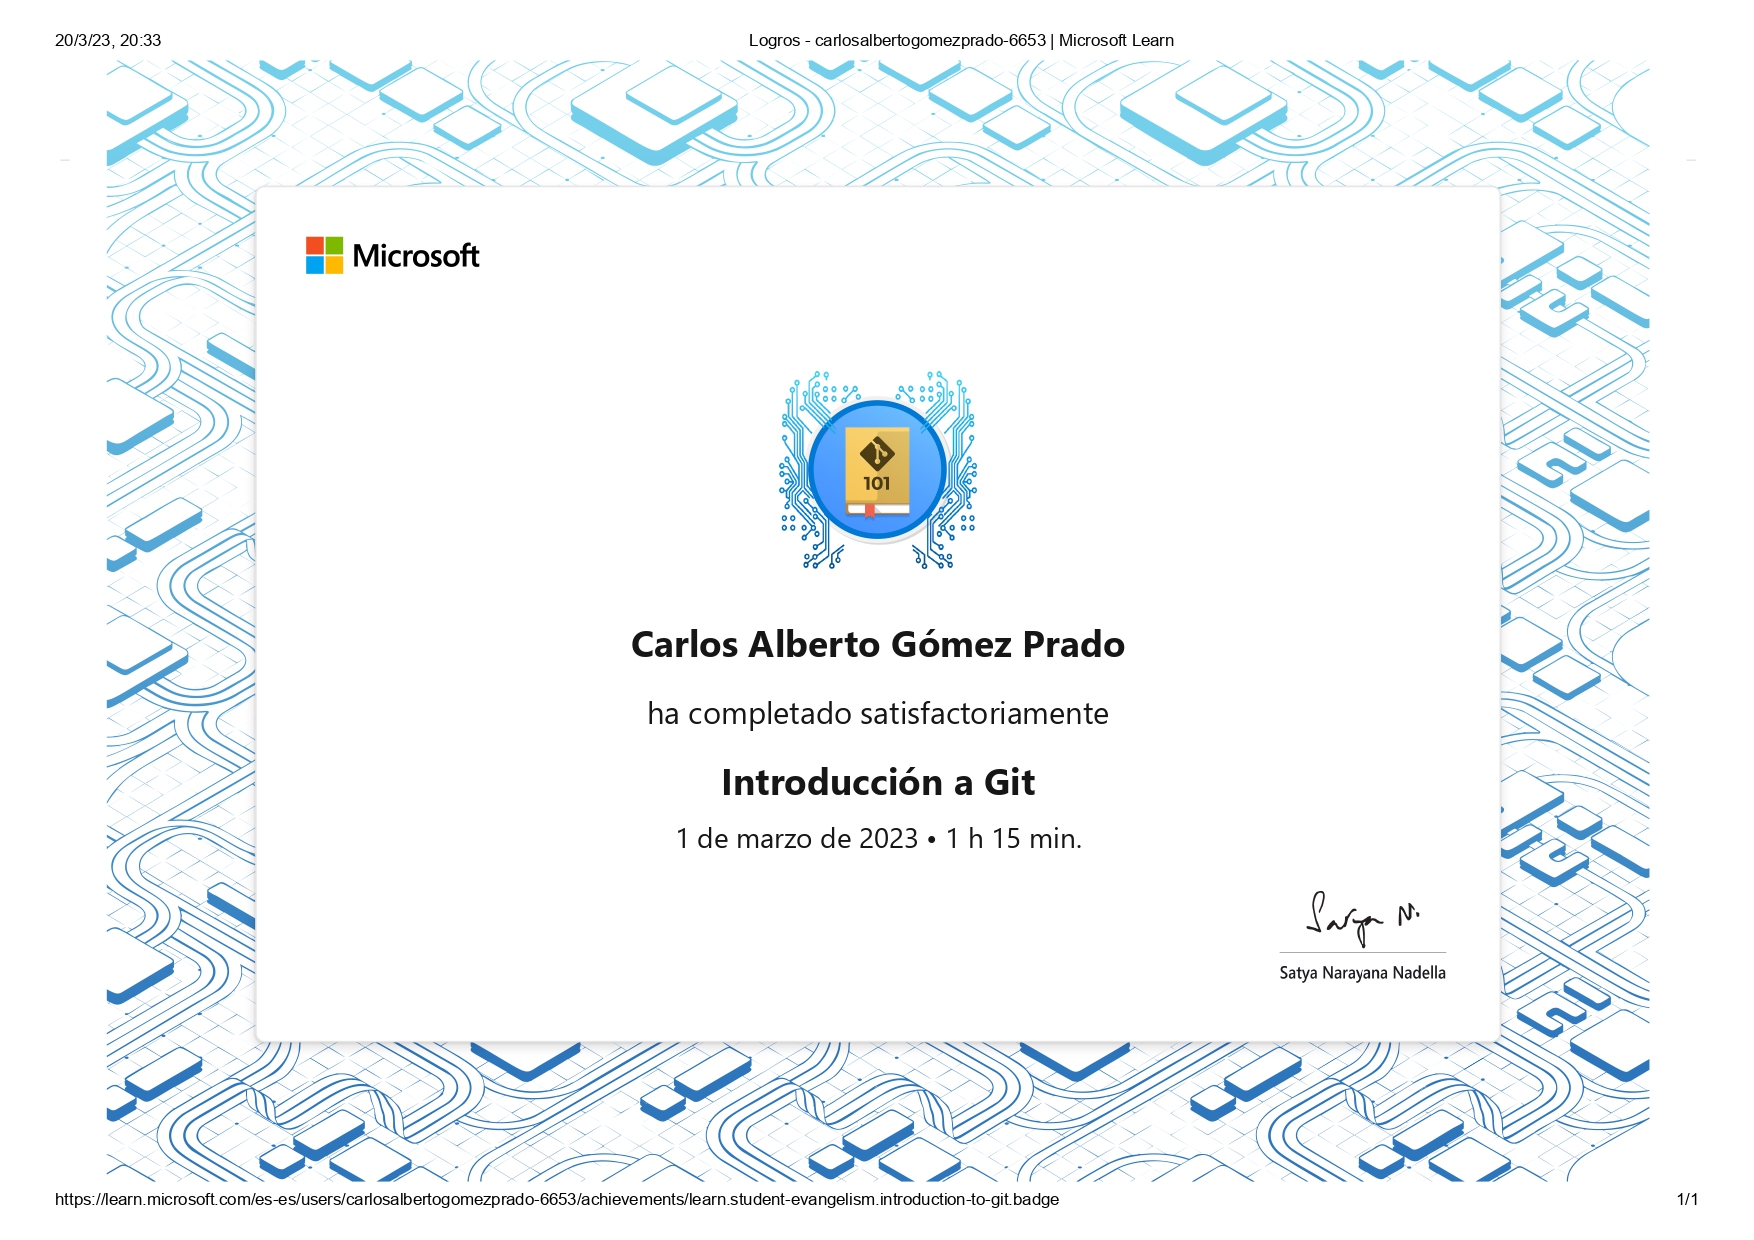 20/3/23, 20:33
Logros - carlosalbertogomezprado-6653 | Microsoft Learn
Microsoft
101
Carlos Alberto Gómez Prado
ha completado satisfactoriamente
Introducción a Git
1 de marzo de 2023 • 1 h 15 min.
Satya N.
Satya Narayana Nadella
https://learn.microsoft.com/es-es/users/carlosalbertogomezprado-6653/achievements/learn.student-evangelism.introduction-to-git.badge
1/1